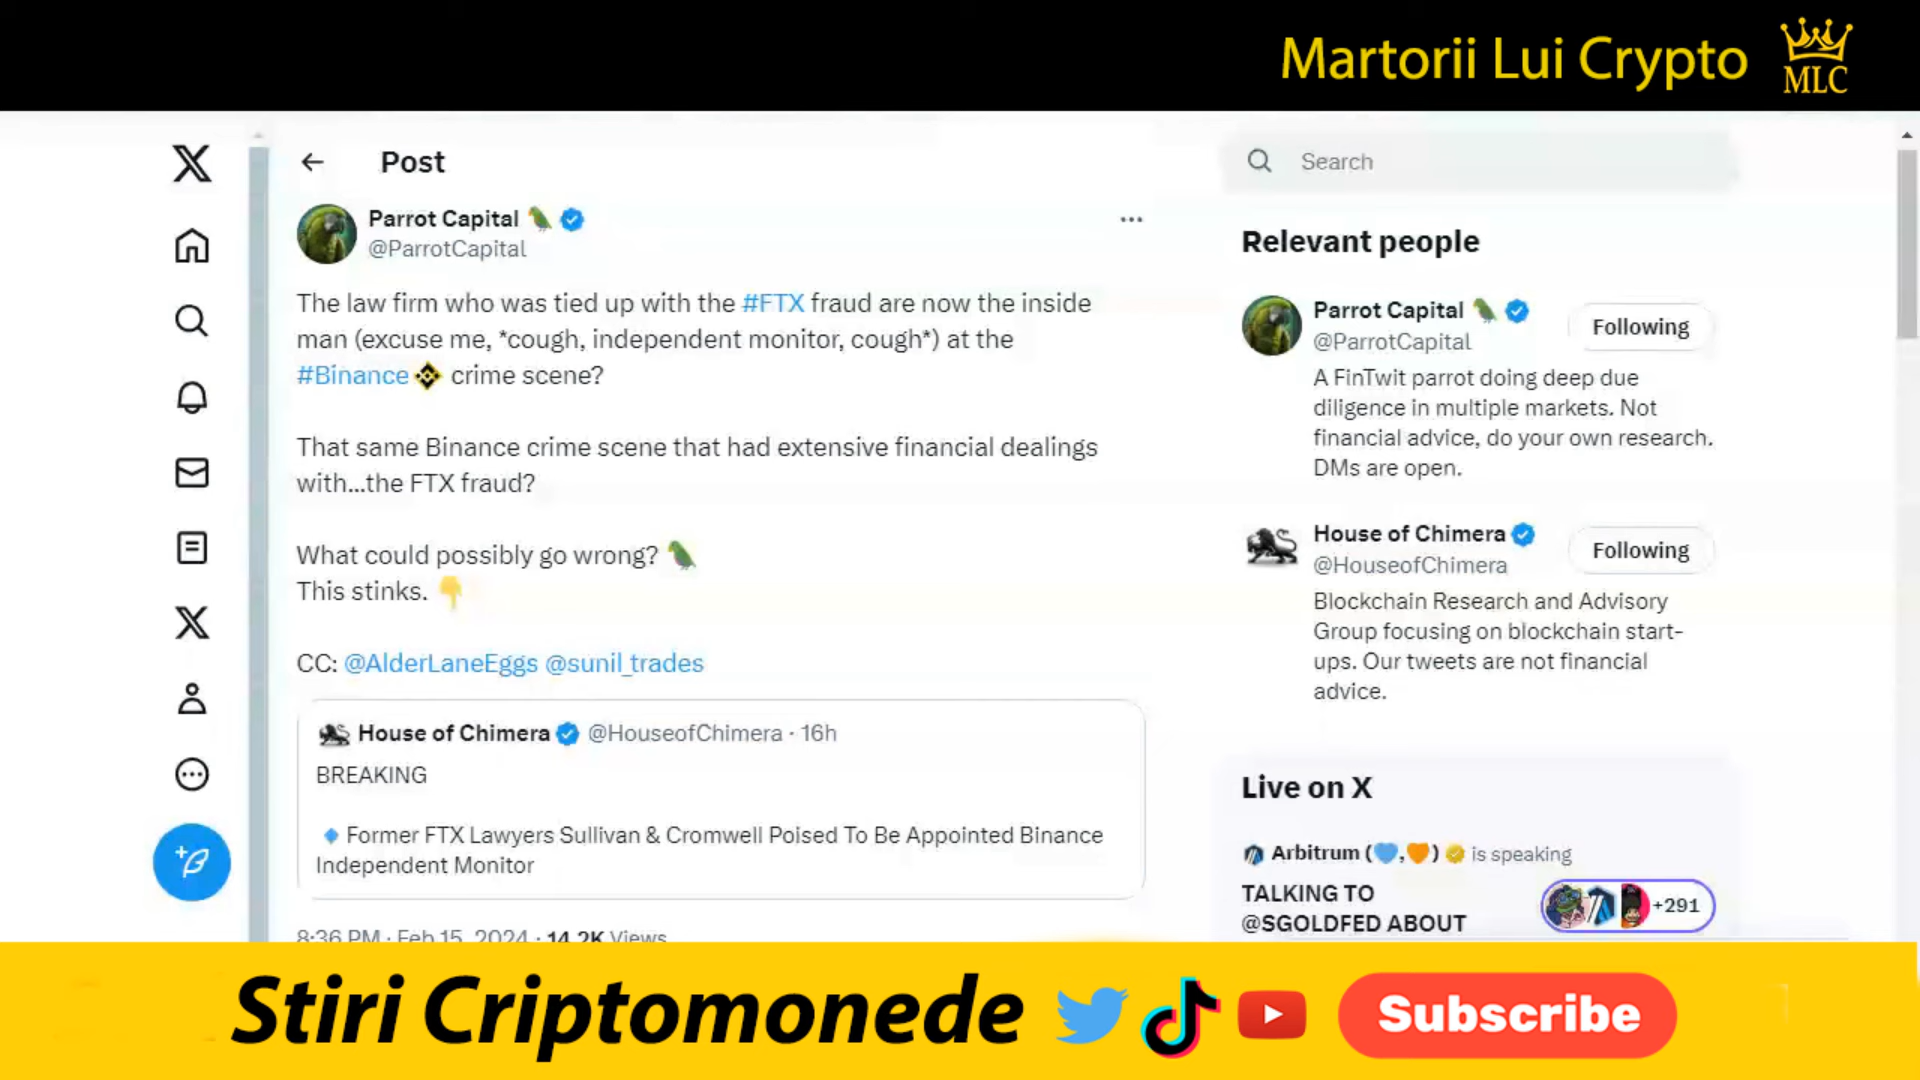 Martorii Lui Crypto
MLC
Post
Parrot Capital
@ParrotCapital
The law firm who was tied up with the #FTX fraud are now the inside
man (excuse me, *cough, independent monitor, cough*) at the
#Binance crime scene?
That same Binance crime scene that had extensive financial dealings
with...the FTX fraud?
What could possibly go wrong?
This stinks.
CC: @AlderLaneEggs @sunil_trades
House of Chimera @HouseofChimera · 16h
BREAKING
Former FTX Lawyers Sullivan & Cromwell Poised To Be Appointed Binance
Independent Monitor
8:36 PM · Feb 15, 2024 · 14.2K Views
Search
Relevant people
Parrot Capital
Following
@ParrotCapital
A FinTwit parrot doing deep due
diligence in multiple markets. Not
financial advice, do your own research.
DMs are open.
House of Chimera
Following
@HouseofChimera
Blockchain Research and Advisory
Group focusing on blockchain start-
ups. Our tweets are not financial
advice.
Live on X
Arbitrum ( , ) is speaking
TALKING TO
@SGOLDFED ABOUT
+291
Stiri Criptomonede
Subscribe